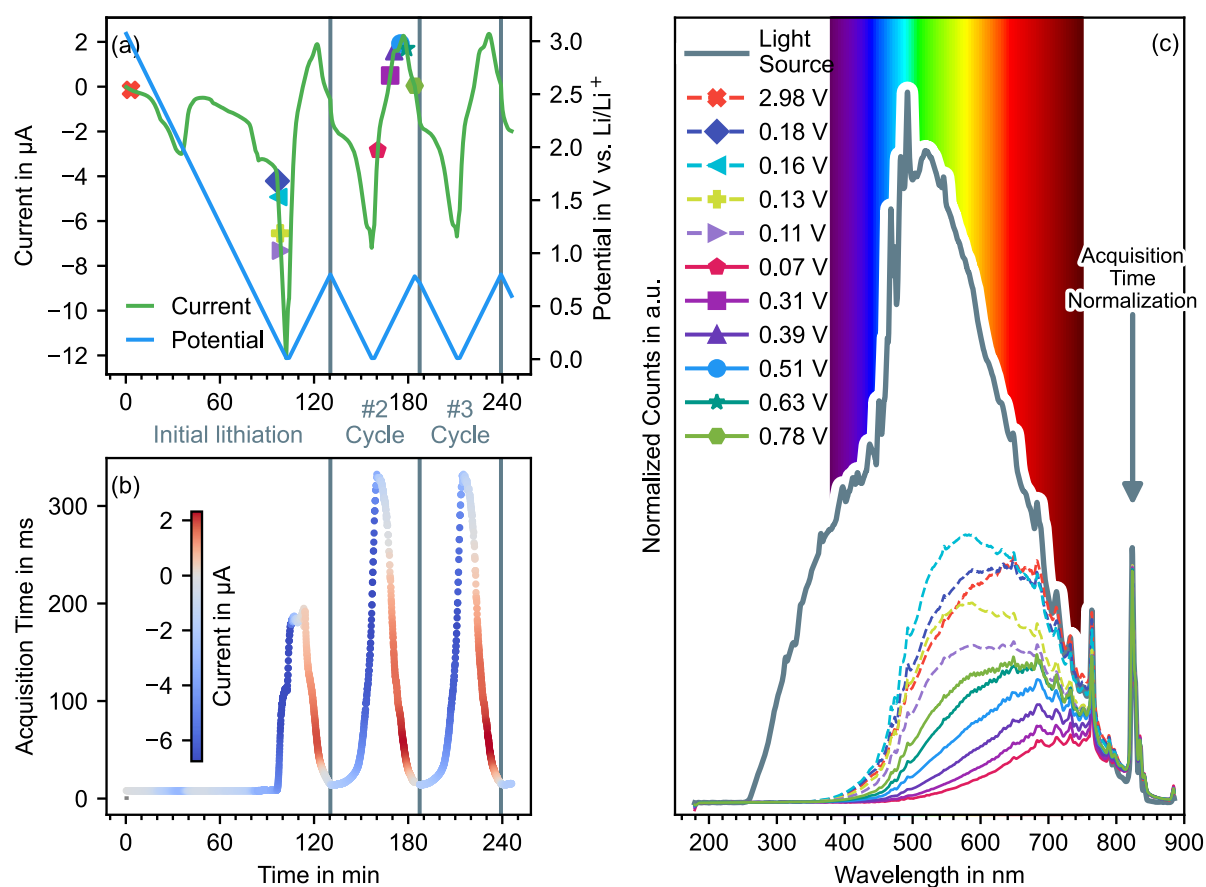 (a)
2
0
−2
−4
−6
−8
−10
−12
Current in µA
Current
Potential
3.0
2.5
2.0
1.5
1.0
0.5
0.0
Potential in V vs. Li/Li+
0 60 120 180 240
Initial lithiation
#2
Cycle
#3
Cycle
(b)
300
200
100
0
Acquisition Time in ms
2
0
−2
−4
−6
Current in µA
0 60 120 180 240
Time in min
(c)
Light
Source
2.98 V
0.18 V
0.16 V
0.13 V
0.11 V
0.07 V
0.31 V
0.39 V
0.51 V
0.63 V
0.78 V
Acquisition
Time
Normalization
Normalized Counts in a.u.
200 300 400 500 600 700 800 900
Wavelength in nm